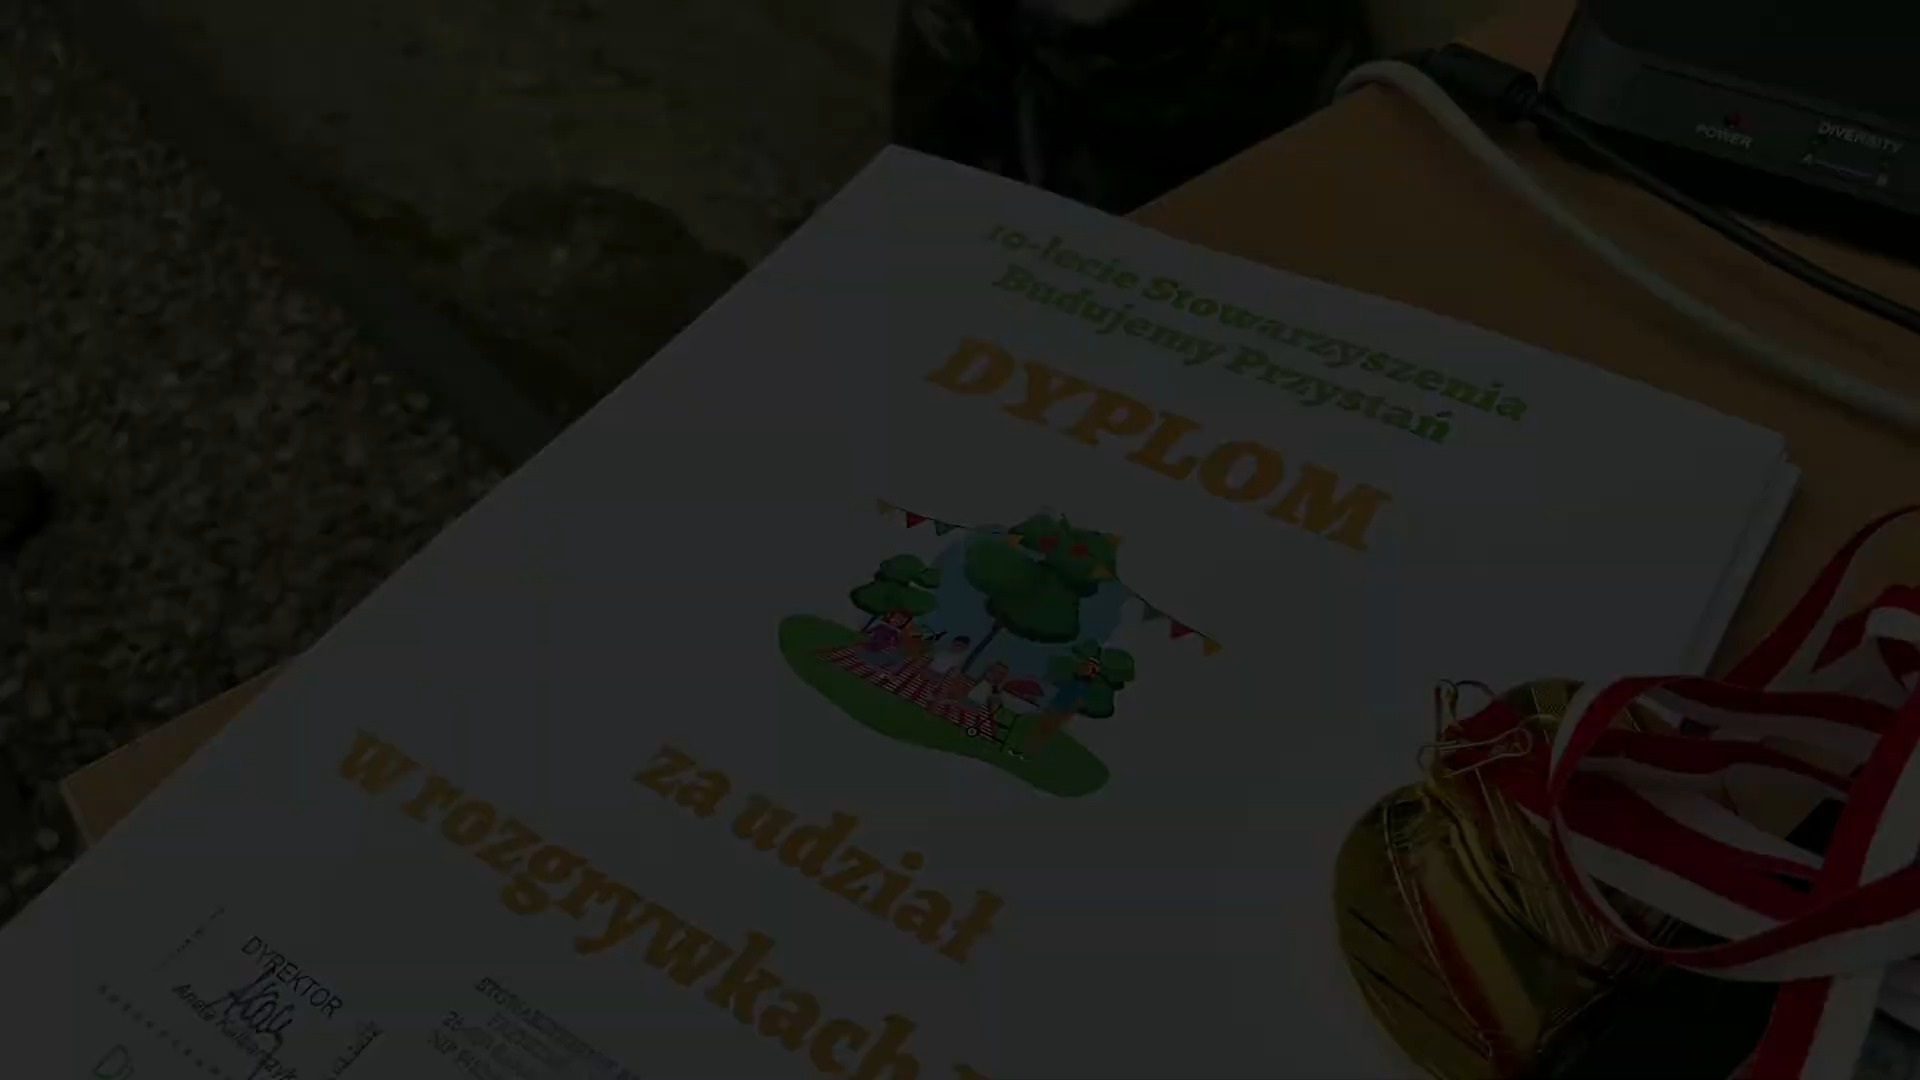 10-lecie Stowarzyszenia
Budujemy Przystań
DYPLOM
za udział
w rozgrywkach
DYREKTOR
POWER
DIVERSITY
A
B